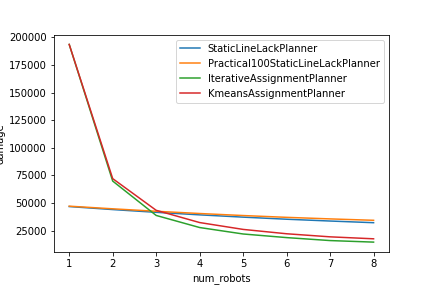 200000
175000
150000
125000
100000
75000
50000
25000
1 2 3 4 5 6 7 8
num_robots
StaticLineLackPlanner
Practical100StaticLineLackPlanner
IterativeAssignmentPlanner
KmeansAssignmentPlanner